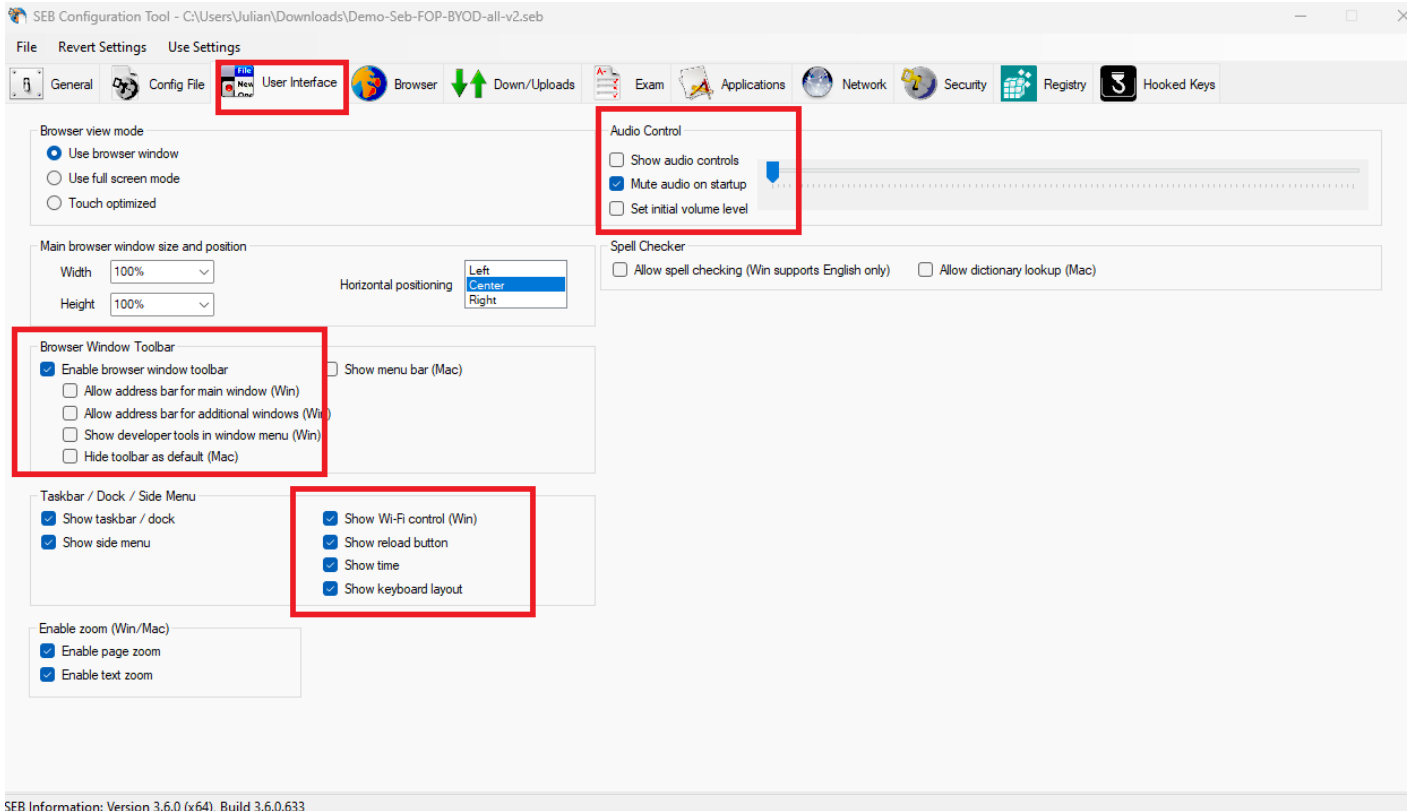 SEB Configuration Tool - C:\Users\Julian\Downloads\Demo-Seb-FOP-BYOD-all-v2.seb
File Revert Settings Use Settings
General Config File User Interface Browser Down/Uploads Exam Applications Network Security Registry Hooked Keys
Browser view mode
Use browser window
Use full screen mode
Touch optimized
Audio Control
Show audio controls
Mute audio on startup
Set initial volume level
Main browser window size and position
Width 100%
Height 100%
Horizontal positioning
Left
Center
Right
Spell Checker
Allow spell checking (Win supports English only) Allow dictionary lookup (Mac)
Browser Window Toolbar
Enable browser window toolbar Show menu bar (Mac)
Allow address bar for main window (Win)
Allow address bar for additional windows (Win)
Show developer tools in window menu (Win)
Hide toolbar as default (Mac)
Taskbar / Dock / Side Menu
Show taskbar / dock Show Wi-Fi control (Win)
Show side menu Show reload button
Show time
Show keyboard layout
Enable zoom (Win/Mac)
Enable page zoom
Enable text zoom
SEB Information: Version 3.6.0 (x64), Build 3.6.0.633